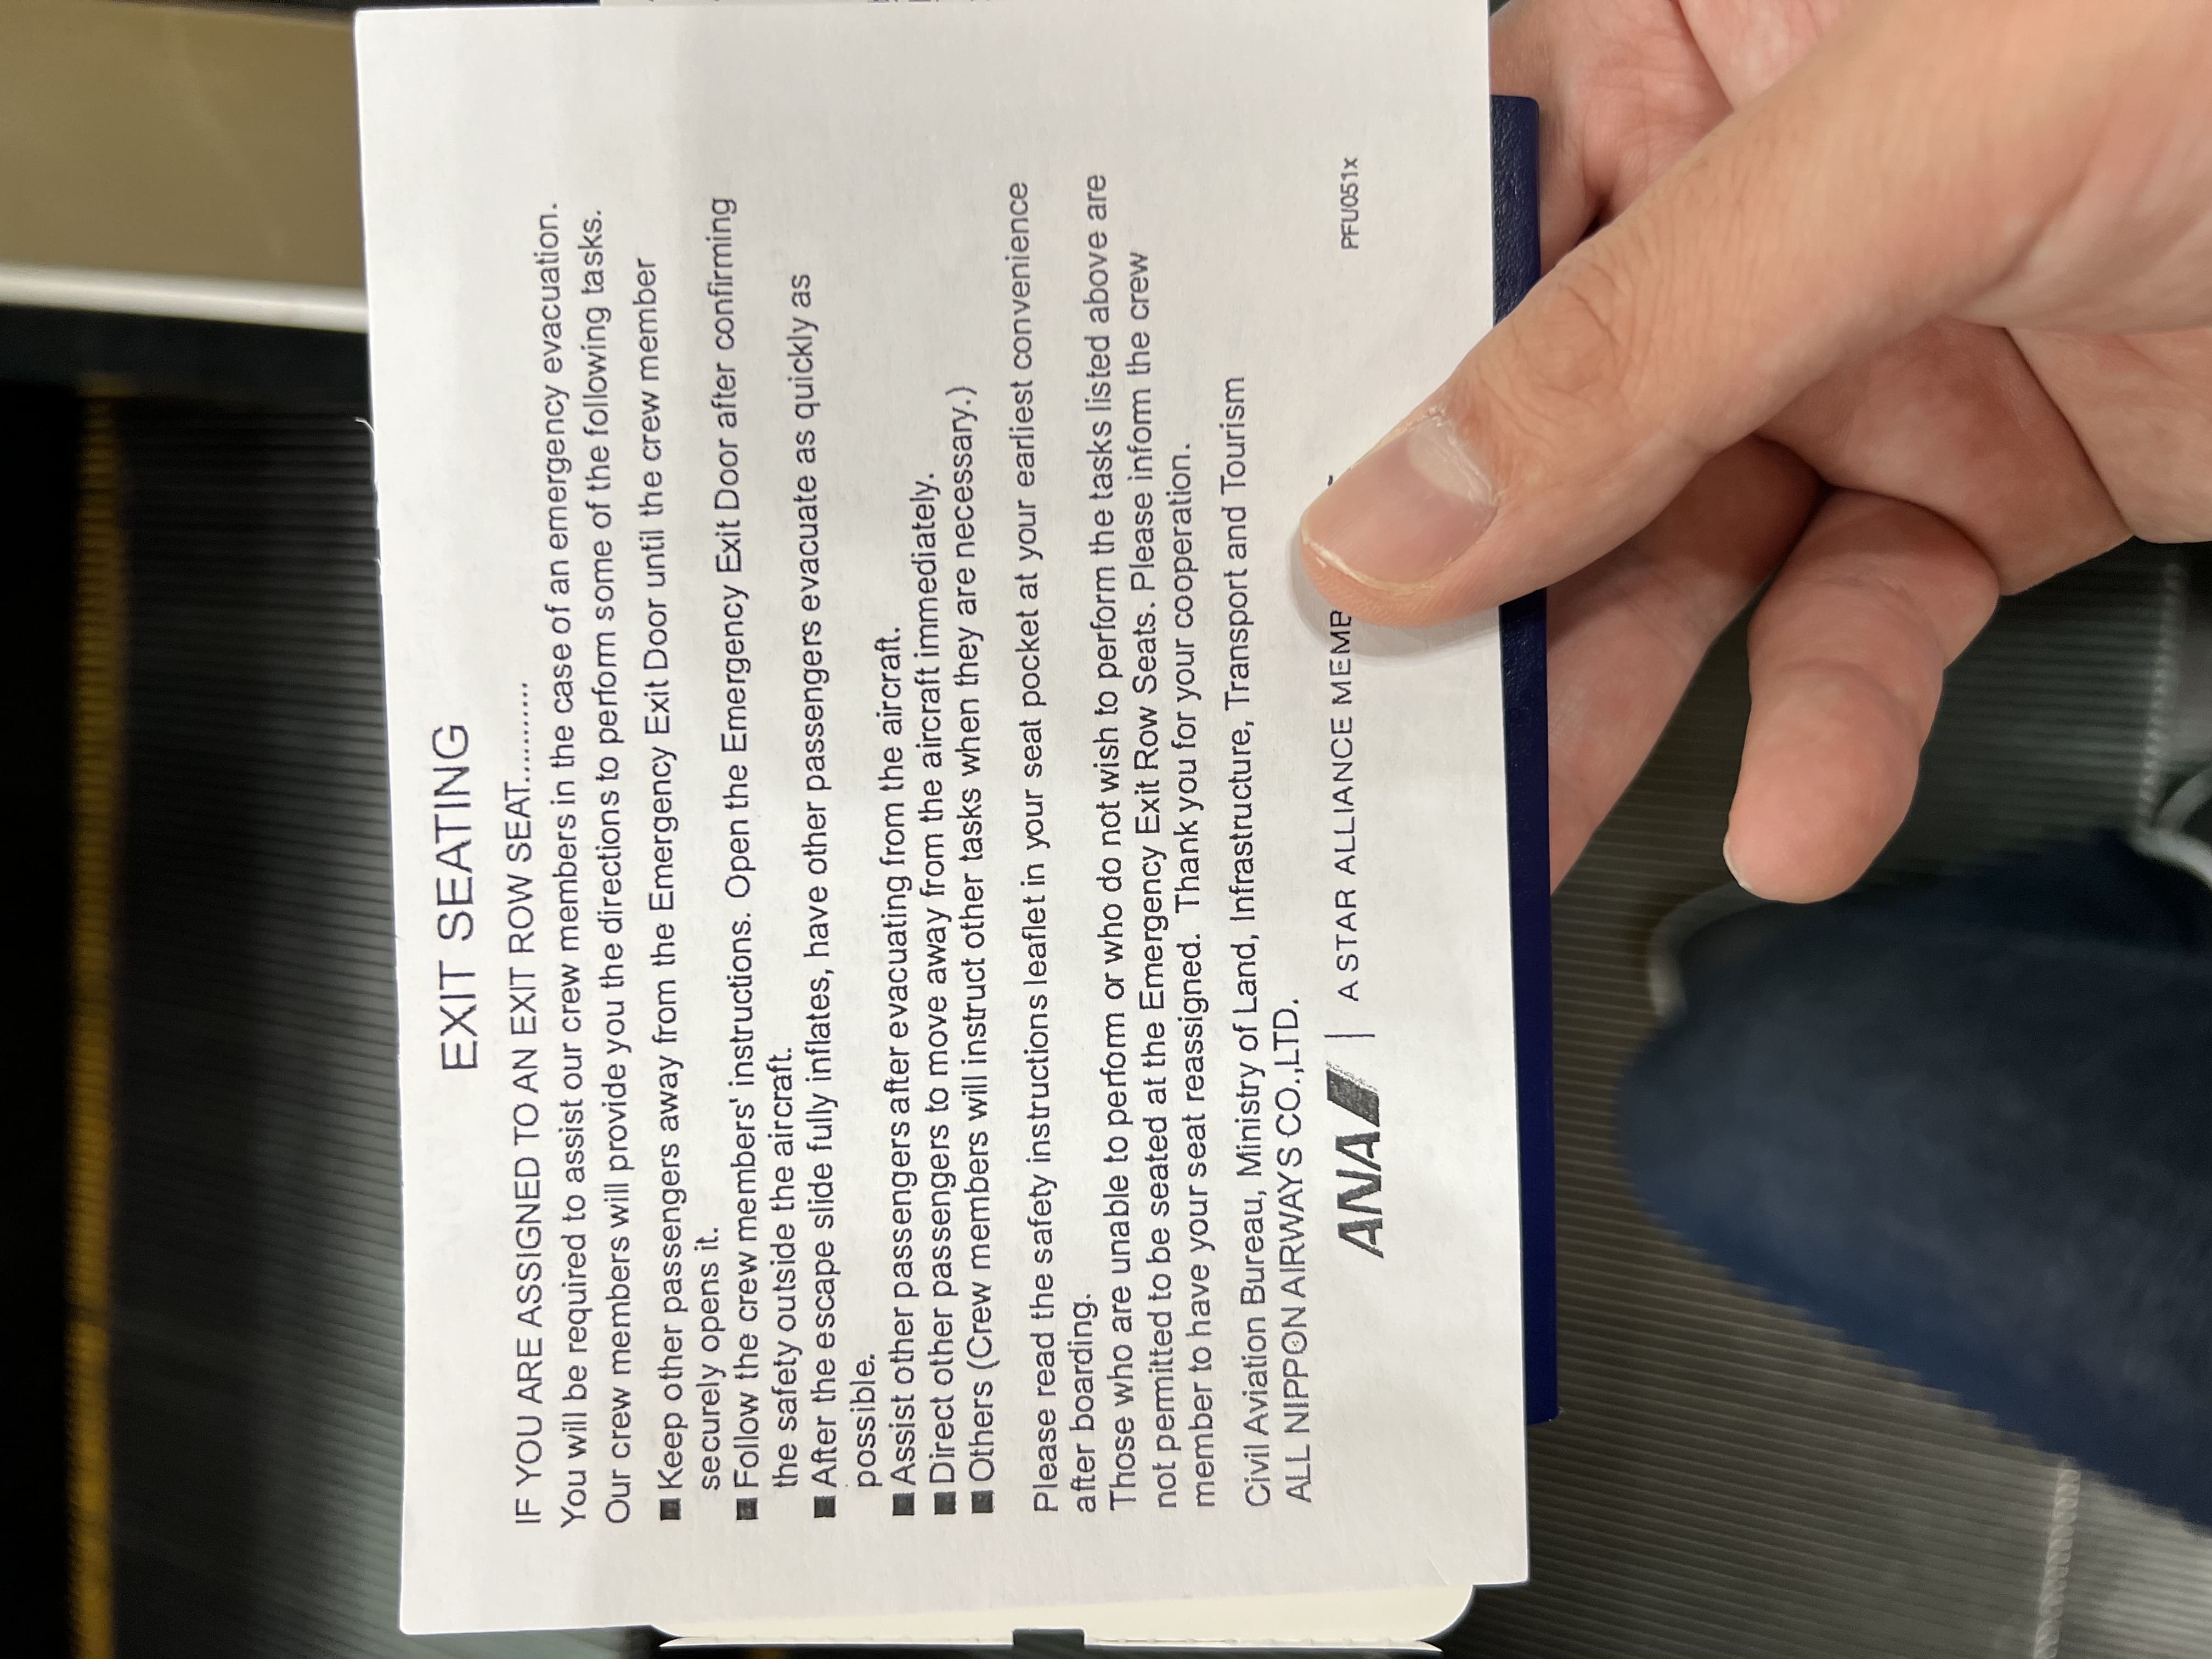 EXIT SEATING
IF YOU ARE ASSIGNED TO AN EXIT ROW SEAT...........
You will be required to assist our crew members in the case of an emergency evacuation.
Our crew members will provide you the directions to perform some of the following tasks.
■ Keep other passengers away from the Emergency Exit Door until the crew member
securely opens it.
■ Follow the crew members' instructions. Open the Emergency Exit Door after confirming
the safety outside the aircraft.
■ After the escape slide fully inflates, have other passengers evacuate as quickly as
possible.
■ Assist other passengers after evacuating from the aircraft.
■ Direct other passengers to move away from the aircraft immediately.
■ Others (Crew members will instruct other tasks when they are necessary.)
Please read the safety instructions leaflet in your seat pocket at your earliest convenience
after boarding.
Those who are unable to perform or who do not wish to perform the tasks listed above are
not permitted to be seated at the Emergency Exit Row Seats. Please inform the crew
member to have your seat reassigned. Thank you for your cooperation.
Civil Aviation Bureau, Ministry of Land, Infrastructure, Transport and Tourism
ALL NIPPON AIRWAYS CO.,LTD.
ANA | A STAR ALLIANCE MEMB
PFU051x